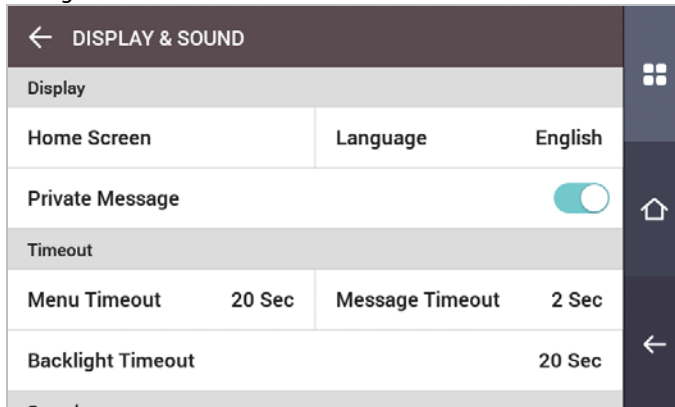 DISPLAY & SOUND
Display
Home Screen Language English
Private Message
Timeout
Menu Timeout 20 Sec Message Timeout 2 Sec
Backlight Timeout 20 Sec